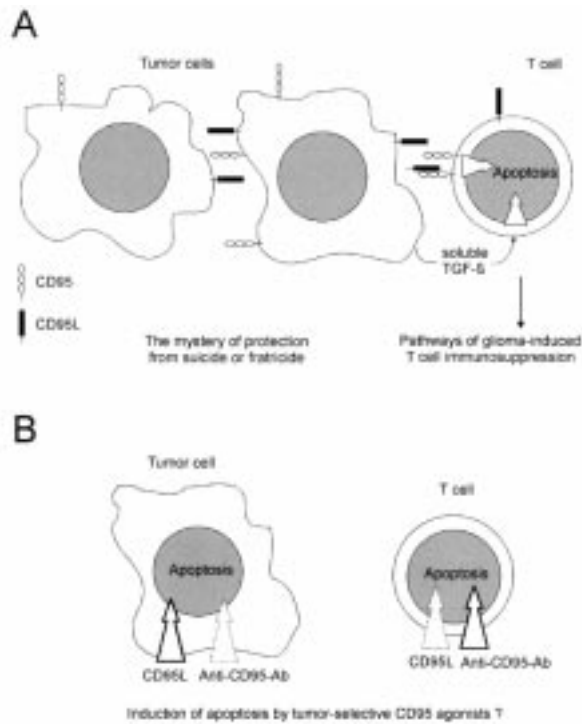 A
Tumor cells
T cell
Apoptosis
soluble
TGF-ß
CD95
CD95L
The mystery of protection
from suicide or fratricide
Pathways of glioma-induced
T cell immunosuppression
B
Tumor cell
T cell
Apoptosis
Apoptosis
CD95L
Anti-CD95-Ab
CD95L
Anti-CD95-Ab
Induction of apoptosis by tumor-selective CD95 agonists ?